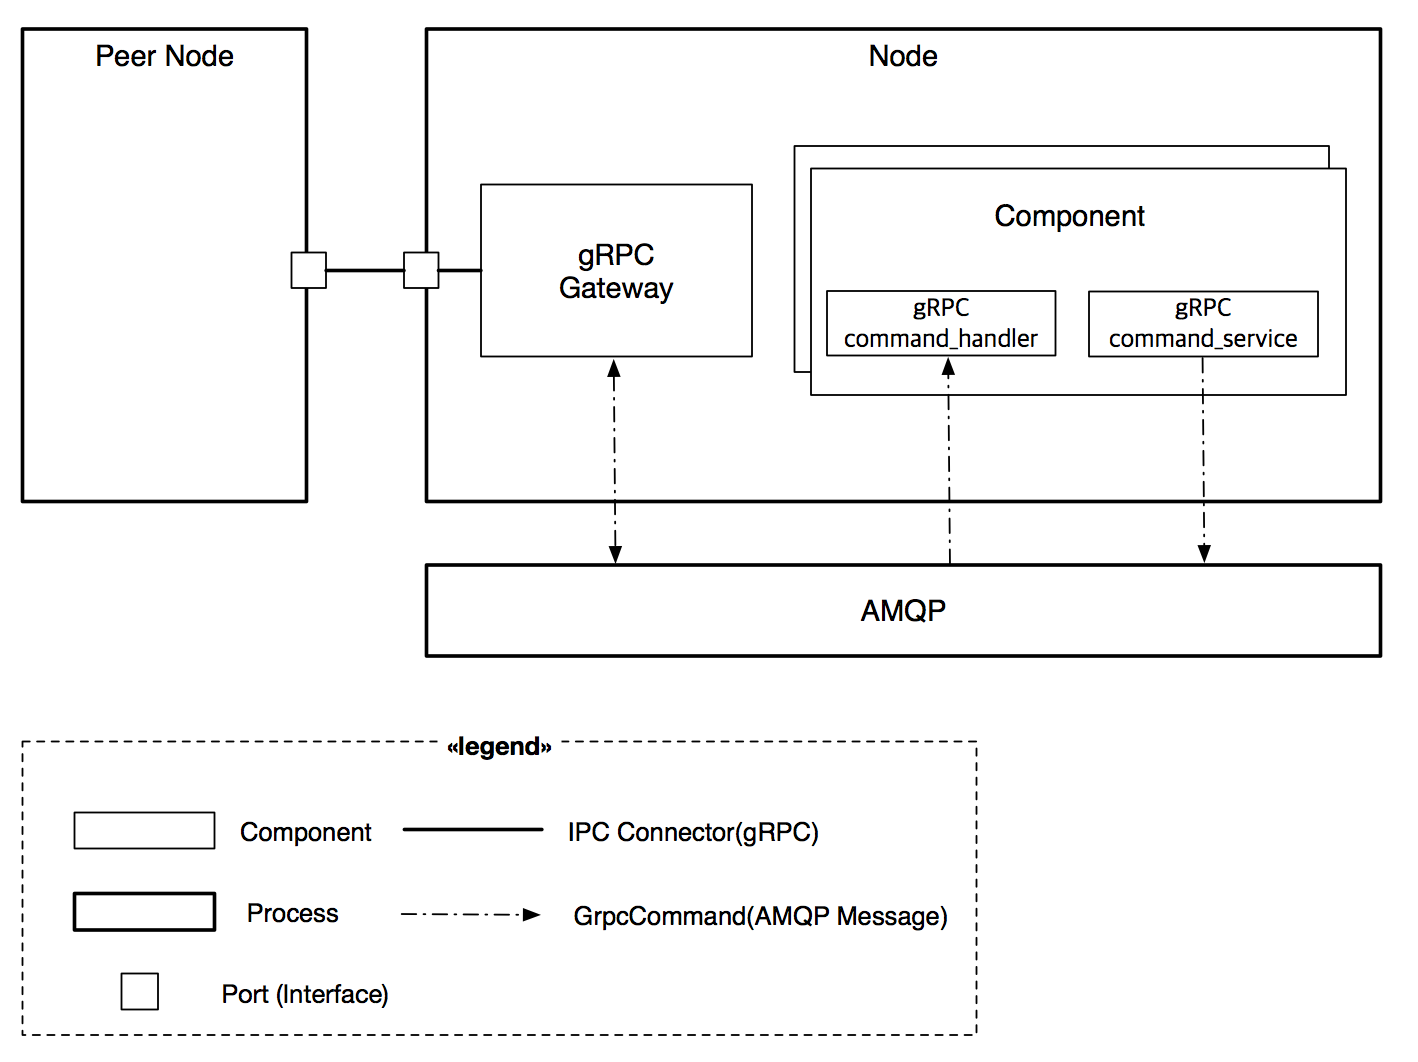 Peer Node
Node
gRPC
Gateway
Component
gRPC
command_handler
gRPC
command_service
AMQP
«legend»
Component
IPC Connector(gRPC)
Process
GrpcCommand(AMQP Message)
Port (Interface)